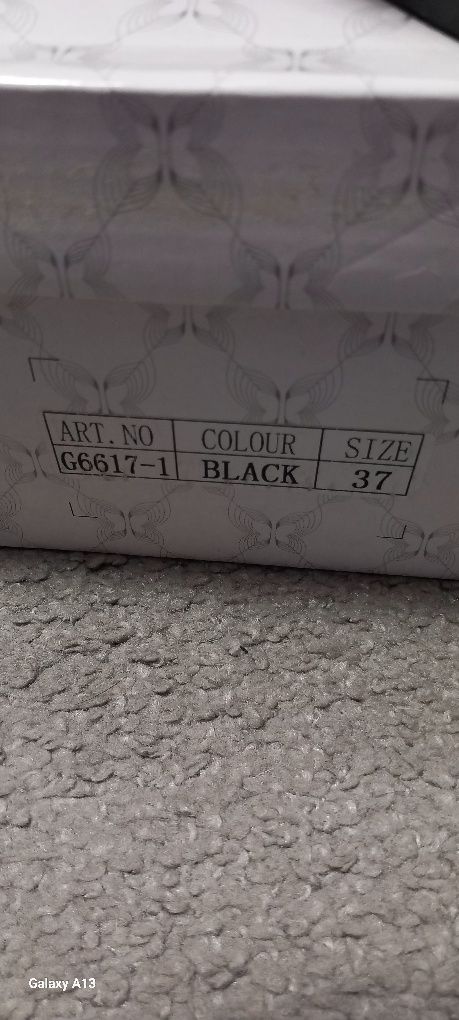 ART. NO COLOUR SIZE
G6617-1 BLACK 37
Galaxy A13